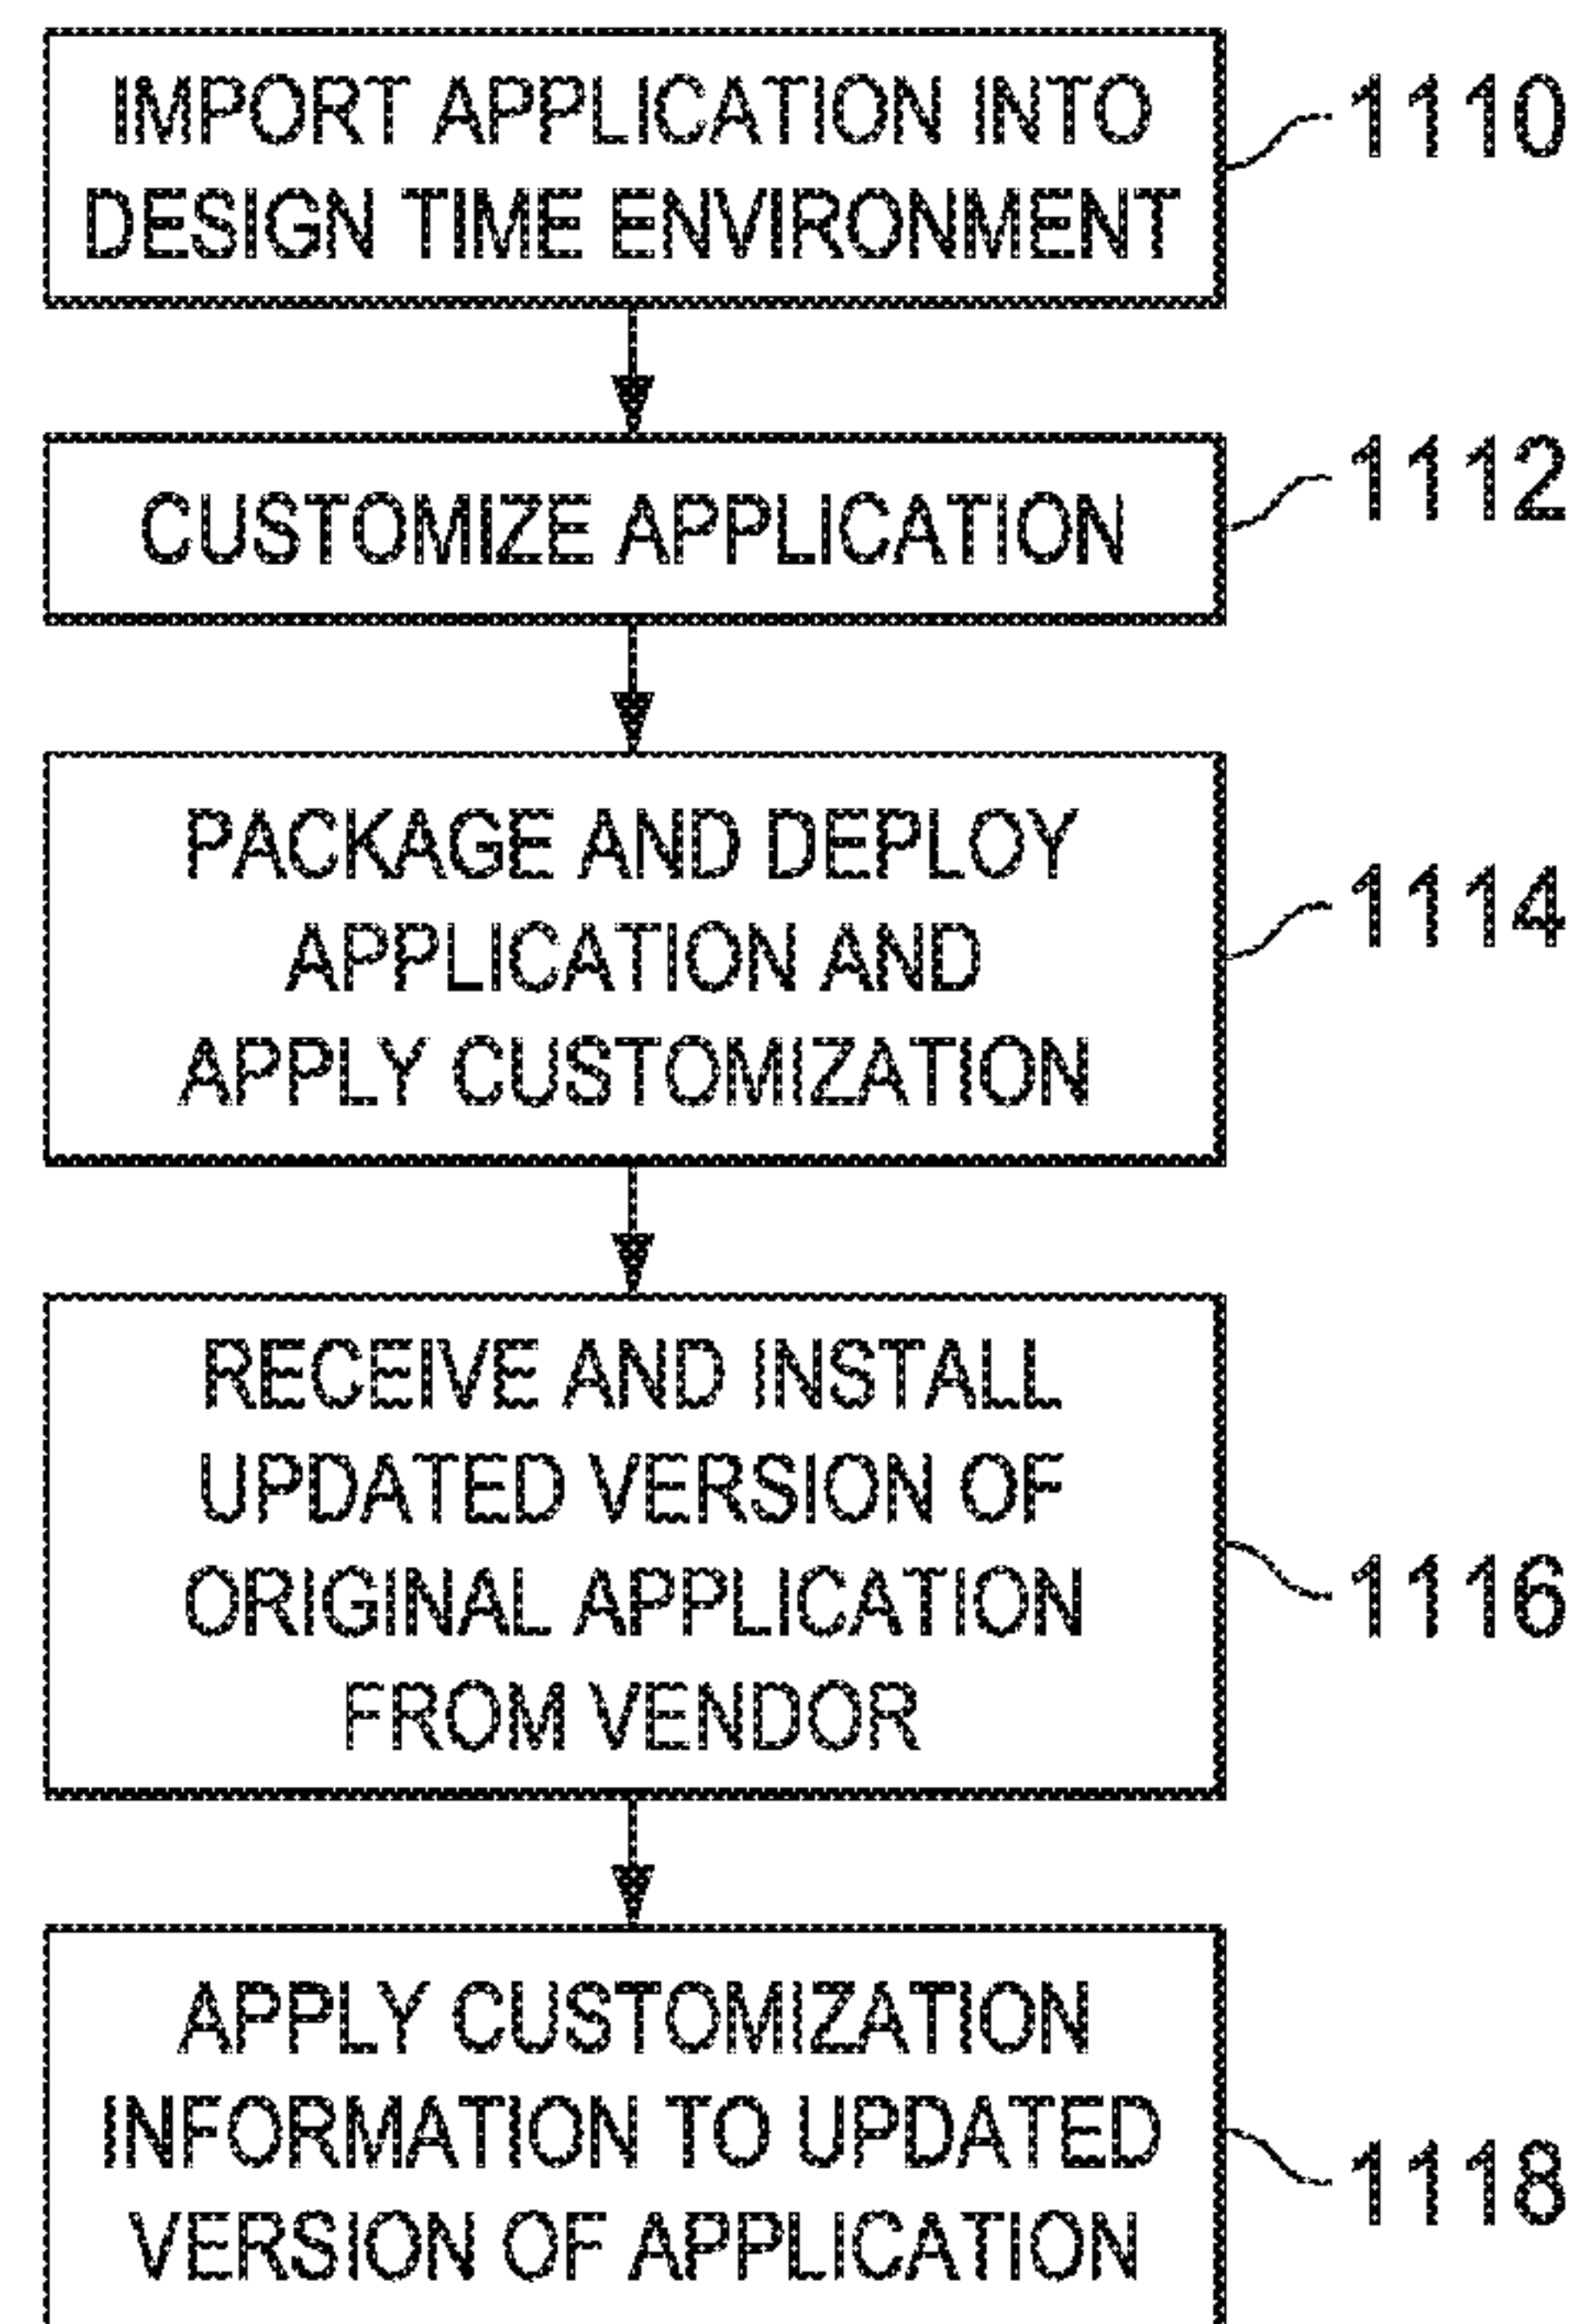 IMPORT APPLICATION INTO
DESIGN TIME ENVIRONMENT
1110
CUSTOMIZE APPLICATION
1112
PACKAGE AND DEPLOY
APPLICATION AND
APPLY CUSTOMIZATION
1114
RECEIVE AND INSTALL
UPDATED VERSION OF
ORIGINAL APPLICATION
FROM VENDOR
1116
APPLY CUSTOMIZATION
INFORMATION TO UPDATED
VERSION OF APPLICATION
1118